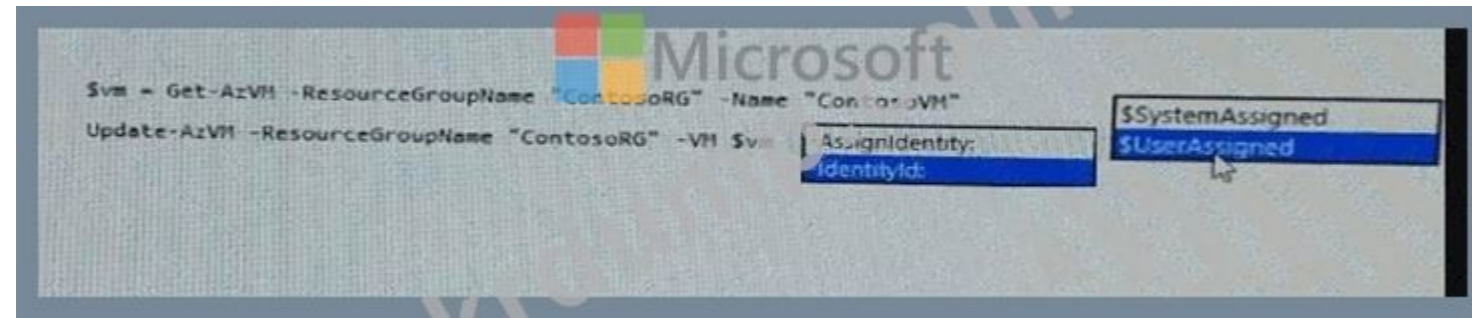 Microsoft
$vm = Get-AzVM -ResourceGroupName "ContosoRG" -Name "ContosoVM"
Update-AzVM -ResourceGroupName "ContosoRG" -VM $vm
AssignIdentity:
IdentityId:
$SystemAssigned
$UserAssigned